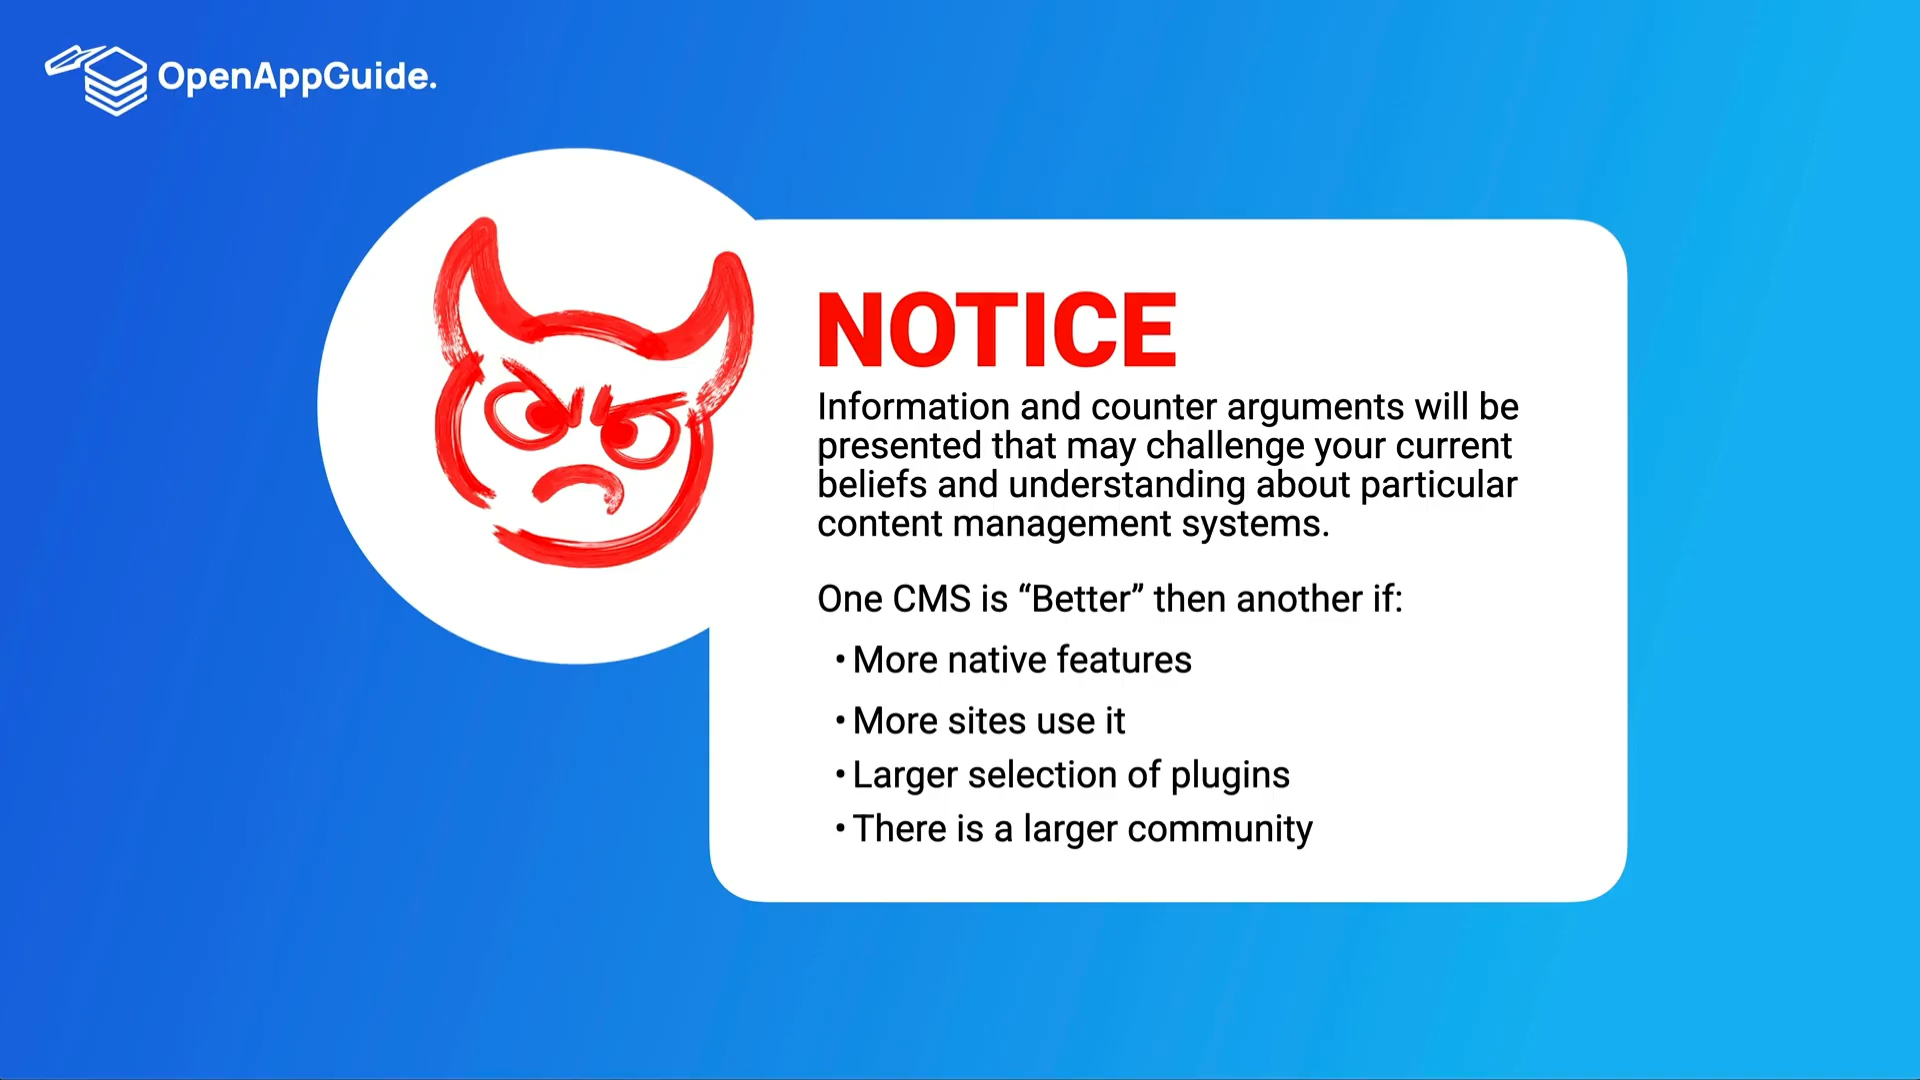 OpenAppGuide.
NOTICE
Information and counter arguments will be
presented that may challenge your current
beliefs and understanding about particular
content management systems.
One CMS is “Better” then another if:
• More native features
• More sites use it
• Larger selection of plugins
• There is a larger community